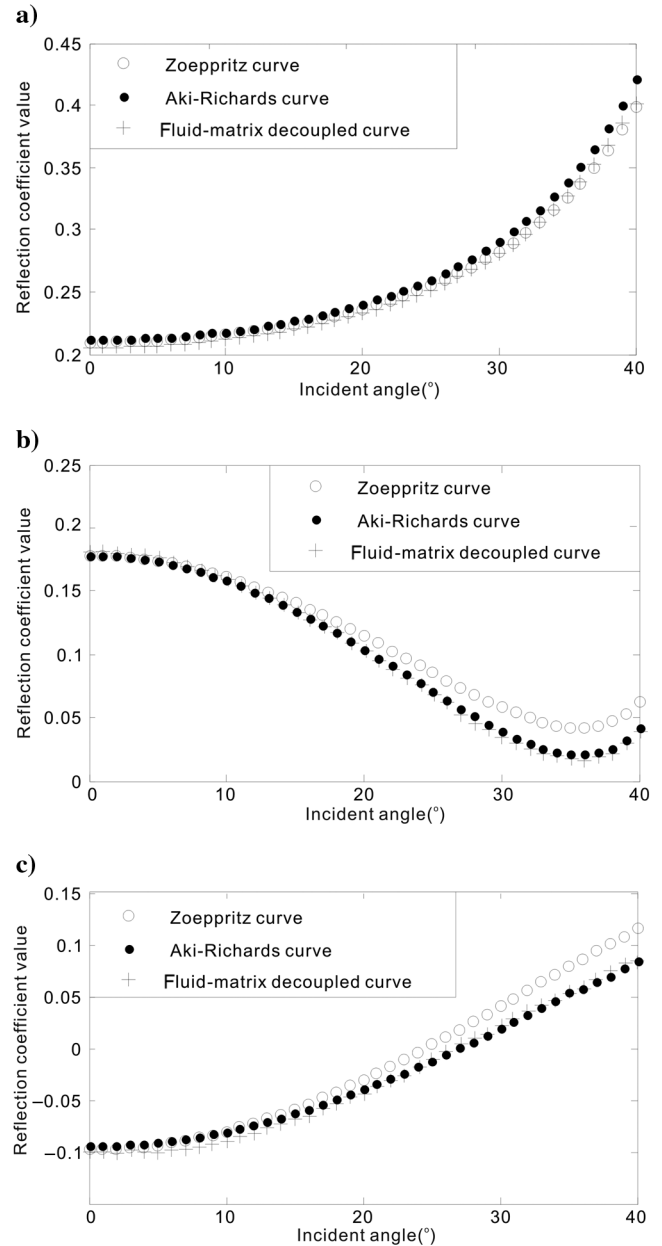 a)
0.45
0.4
0.35
0.3
0.25
0.2
Reflection coefficient value
Zoeppritz curve
Aki-Richards curve
Fluid-matrix decoupled curve
0 10 20 30 40
Incident angle(°)
b)
0.25
0.2
0.15
0.1
0.05
0
Reflection coefficient value
Zoeppritz curve
Aki-Richards curve
Fluid-matrix decoupled curve
0 10 20 30 40
Incident angle(°)
c)
0.15
0.1
0.05
0
−0.05
−0.1
Reflection coefficient value
Zoeppritz curve
Aki-Richards curve
Fluid-matrix decoupled curve
0 10 20 30 40
Incident angle(°)